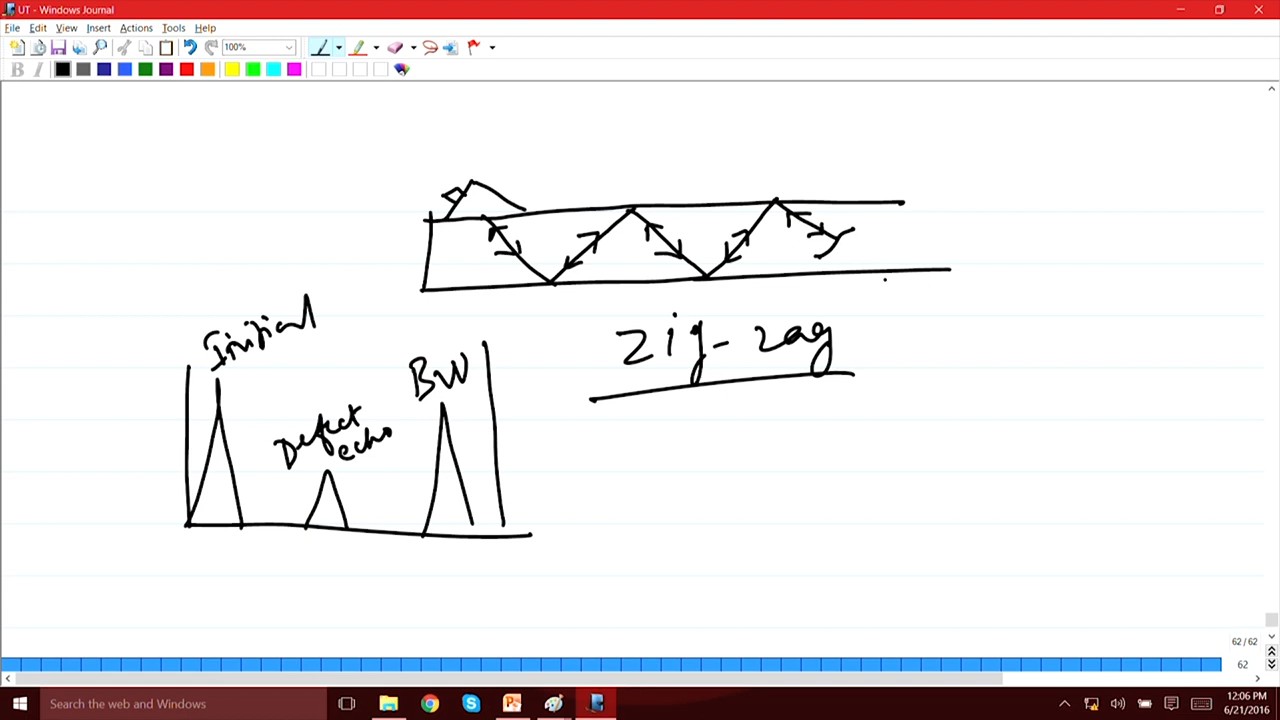 UT - Windows Journal
File Edit View Insert Actions Tools Help
100%
B I
Initial
Defect
echo
BW
Zig-zag
62 / 62
62
Search the web and Windows
12:06 PM
6/21/2016